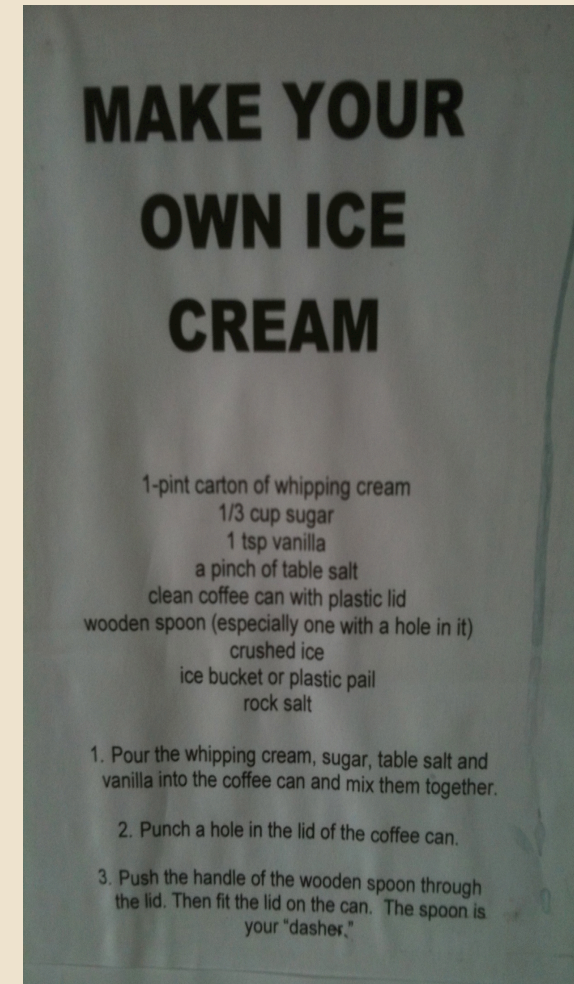 MAKE YOUR
OWN ICE
CREAM
1-pint carton of whipping cream
1/3 cup sugar
1 tsp vanilla
a pinch of table salt
clean coffee can with plastic lid
wooden spoon (especially one with a hole in it)
crushed ice
ice bucket or plastic pail
rock salt
1. Pour the whipping cream, sugar, table salt and
vanilla into the coffee can and mix them together.
2. Punch a hole in the lid of the coffee can.
3. Push the handle of the wooden spoon through
the lid. Then fit the lid on the can. The spoon is
your “dasher.”